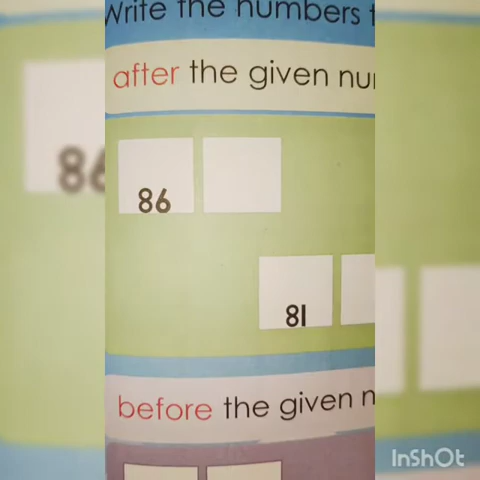 Write the numbers
after the given
86
81
before the given
InShOt